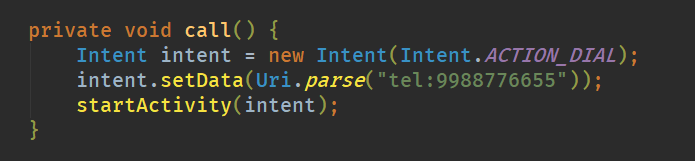 private void call() {
    Intent intent = new Intent(Intent.ACTION_DIAL);
    intent.setData(Uri.parse("tel:9988776655"));
    startActivity(intent);
}